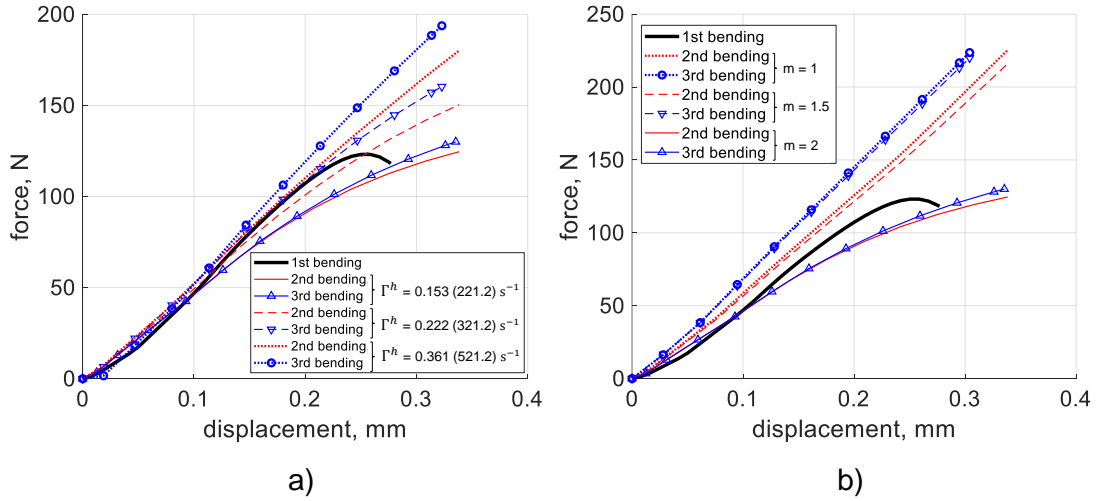 200
150
100
50
0
force, N
0
0.1
0.2
0.3
0.4
displacement, mm
1st bending
2nd bending
3rd bending
Γʰ = 0.153 (221.2) s⁻¹
2nd bending
3rd bending
Γʰ = 0.222 (321.2) s⁻¹
2nd bending
3rd bending
Γʰ = 0.361 (521.2) s⁻¹
a)
250
200
150
100
50
0
force, N
0
0.1
0.2
0.3
0.4
displacement, mm
1st bending
2nd bending
3rd bending
m = 1
2nd bending
3rd bending
m = 1.5
2nd bending
3rd bending
m = 2
b)